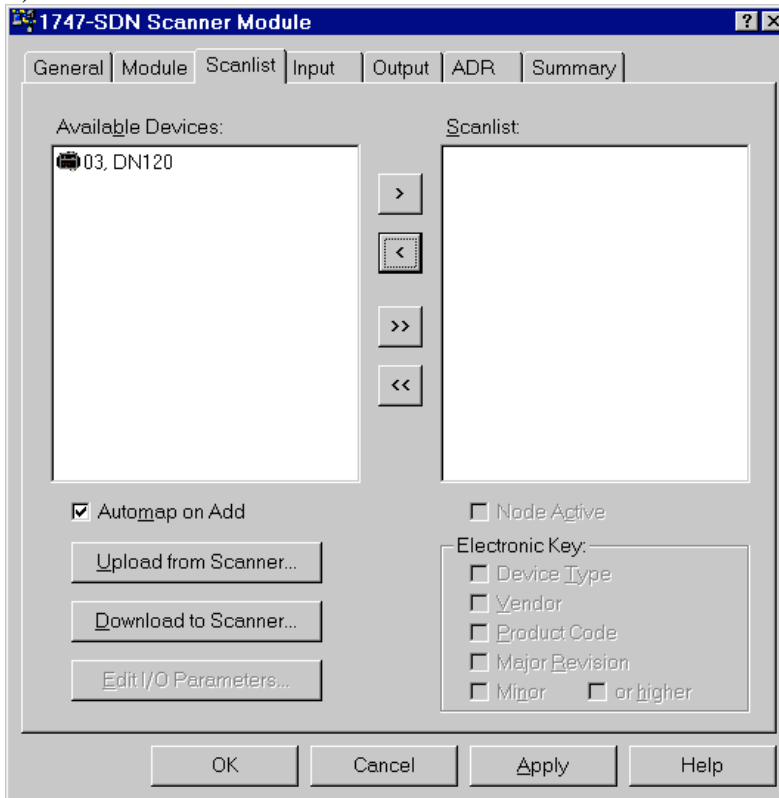 1747-SDN Scanner Module
General Module Scanlist Input Output ADR Summary
Available Devices: Scanlist:
03, DN120
>
<
>>
<<
Automap on Add Node Active
Upload from Scanner... Electronic Key:
Device Type
Vendor
Download to Scanner... Product Code
Major Revision
Edit I/O Parameters... Minor or higher
OK Cancel Apply Help